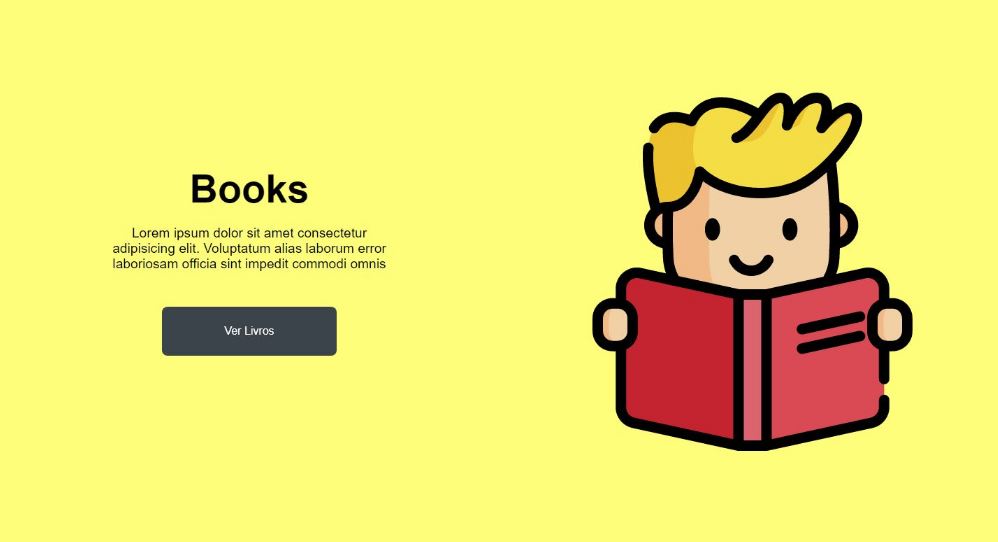 Books
Lorem ipsum dolor sit amet consectetur
adipisicing elit. Voluptatum alias laborum error
laboriosam officia sint impedit commodi omnis
Ver Livros